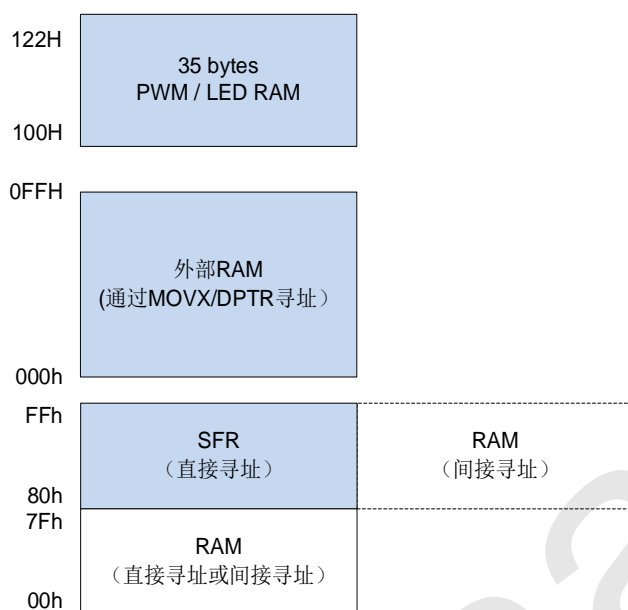 122H
35 bytes
PWM / LED RAM
100H
0FFH
外部RAM
(通过MOVX/DPTR寻址）
000h
FFh
SFR
（直接寻址）
RAM
（间接寻址）
80h
7Fh
RAM
（直接寻址或间接寻址）
00h